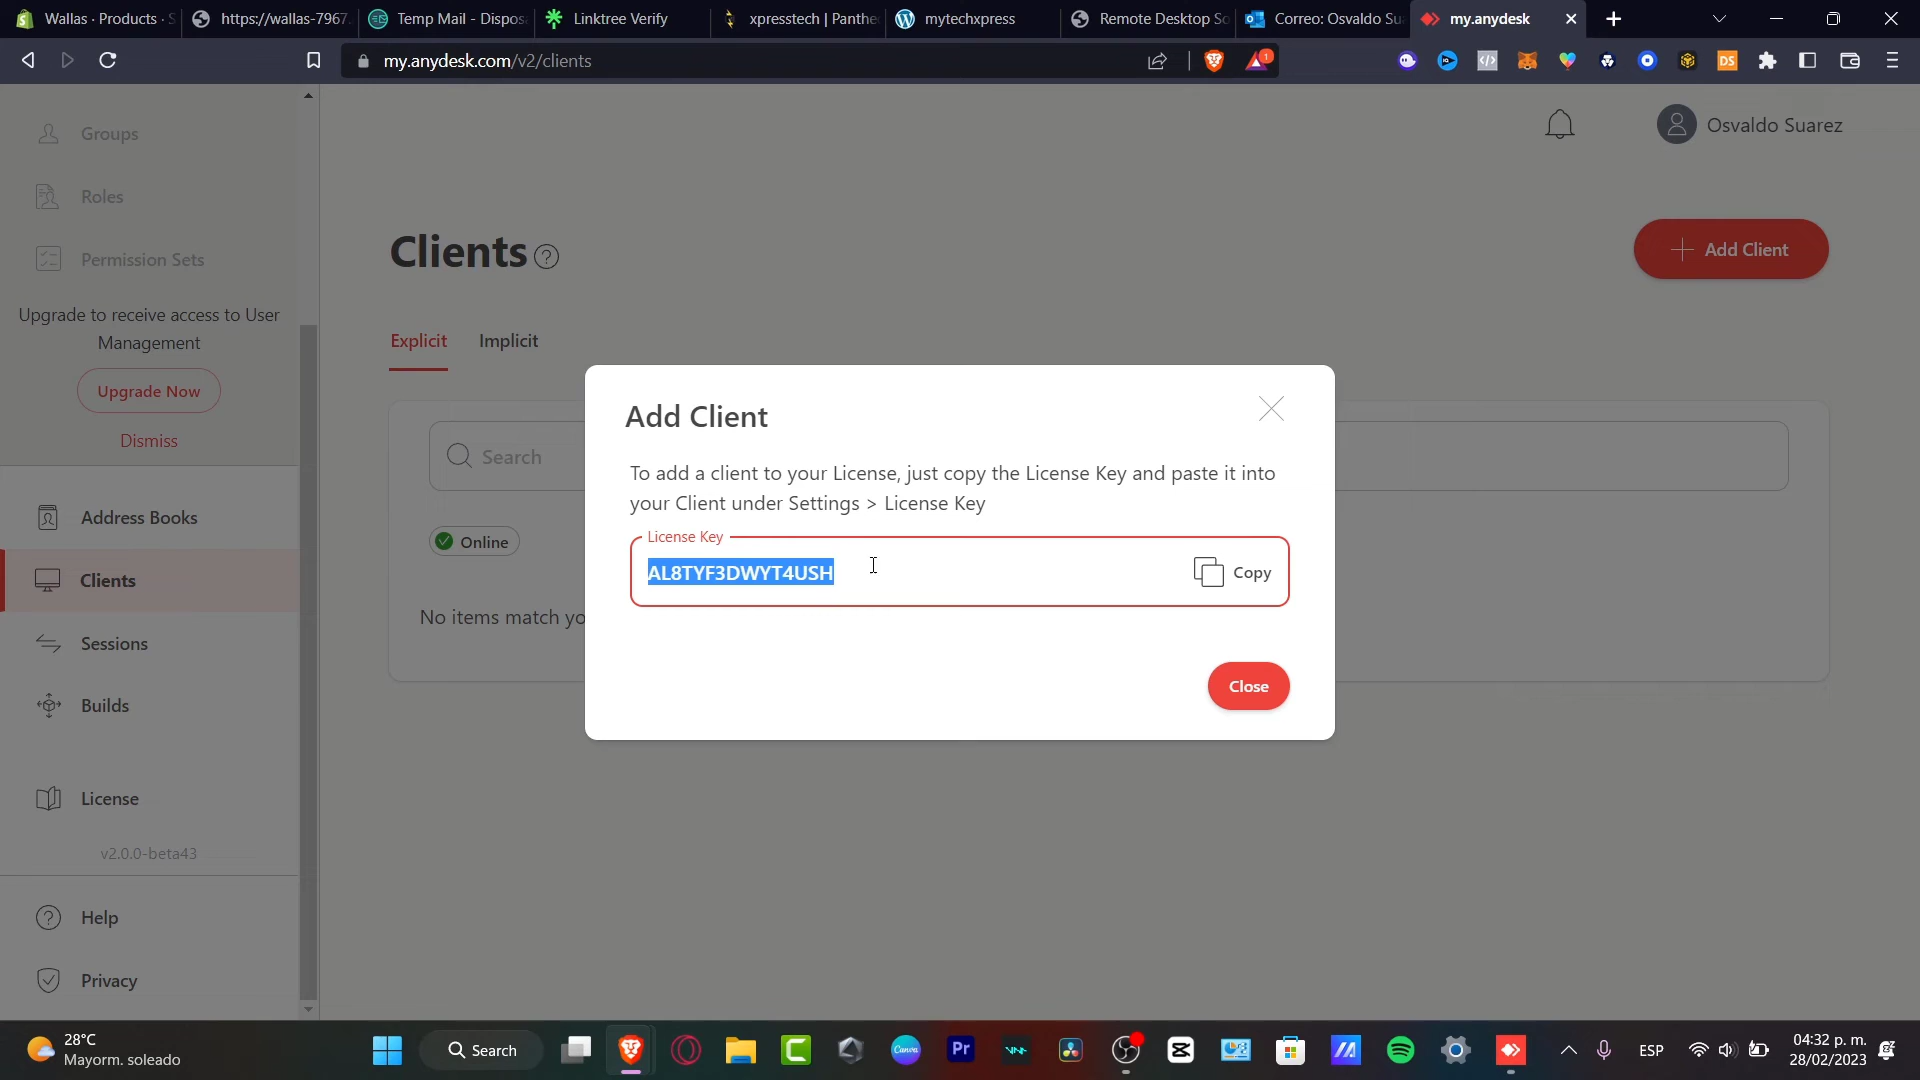 Wallas · Products · S
https://wallas-7967
Temp Mail - Dispos
Linktree Verify
xpresstech | Panthe
mytechxpress
Remote Desktop So
Correo: Osvaldo Su
my.anydesk
my.anydesk.com/v2/clients
1
DS
Groups
Roles
Permission Sets
Upgrade to receive access to User
Management
Upgrade Now
Dismiss
Address Books
Clients
Sessions
Builds
License
v2.0.0-beta43
Help
Privacy
Osvaldo Suarez
Clients
?
Add Client
Explicit
Implicit
Search
Online
No items match yo
Add Client
To add a client to your License, just copy the License Key and paste it into
your Client under Settings > License Key
License Key
AL8TYF3DWYT4USH
Copy
Close
28°C
Mayorm. soleado
Search
Canva
Pr
ESP
04:32 p. m.
28/02/2023